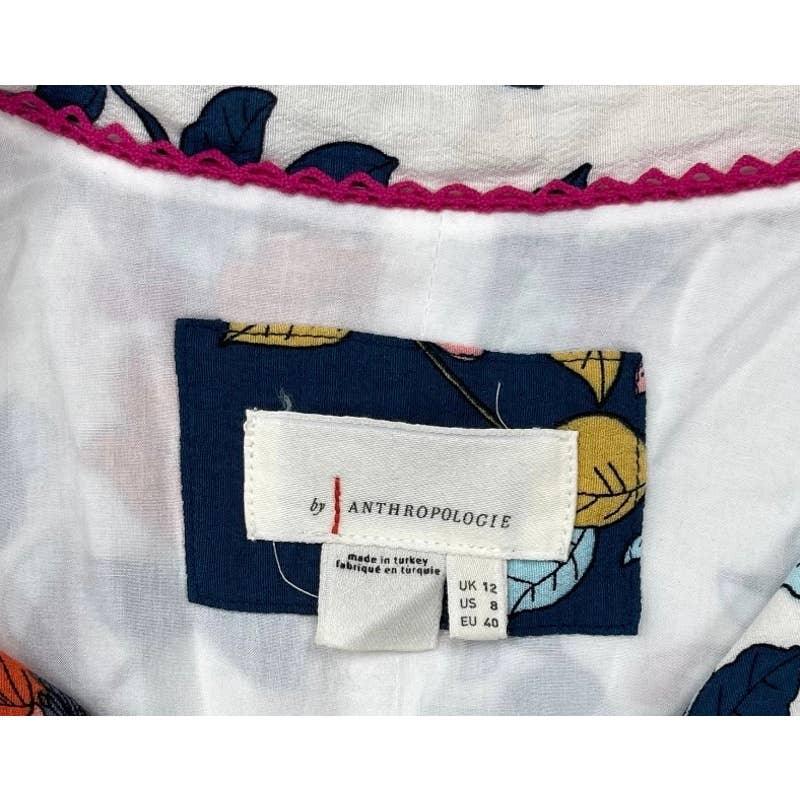 by ANTHROPOLOGIE
made in turkey
fabriqué en turquie
UK 12
US 8
EU 40